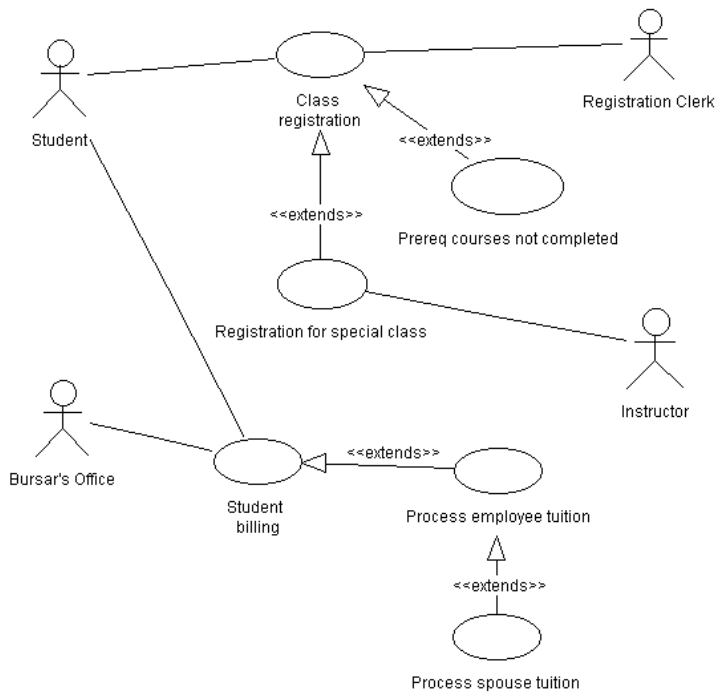 Class
registration
Registration Clerk
Student
<<extends>>
Prereq courses not completed
<<extends>>
Registration for special class
Instructor
Bursar's Office
<<extends>>
Student
billing
Process employee tuition
<<extends>>
Process spouse tuition